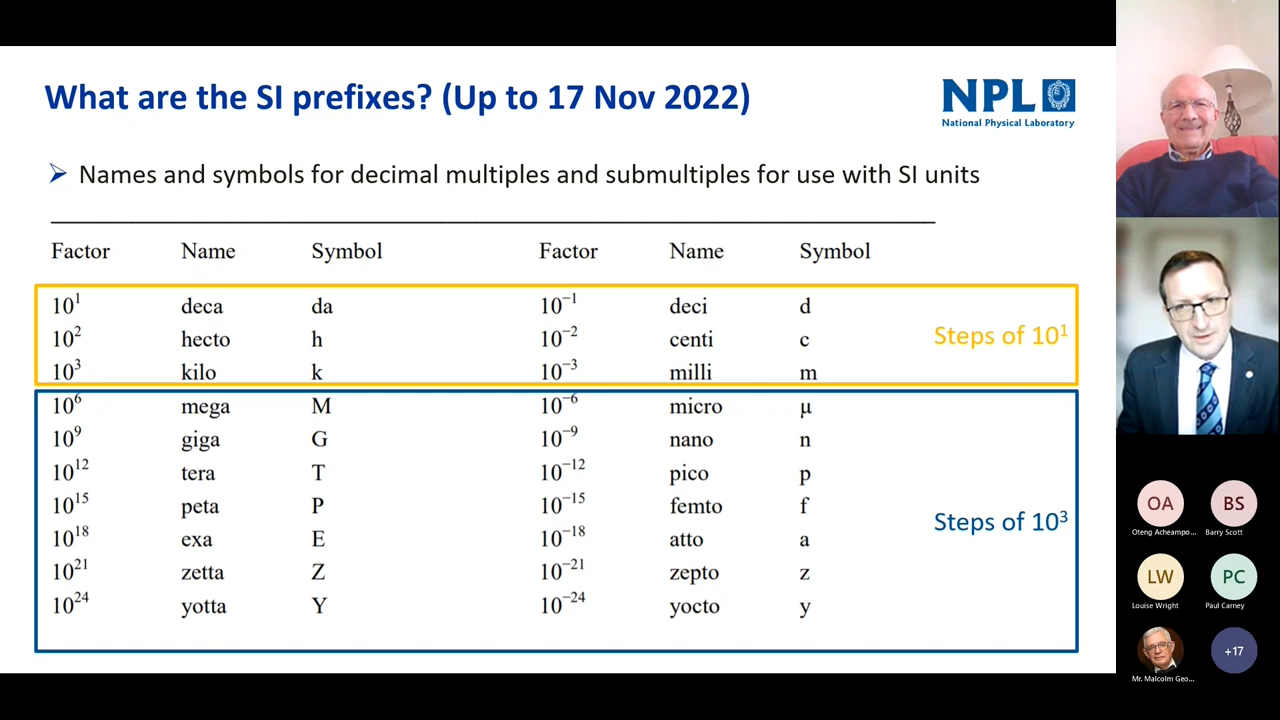 What are the SI prefixes? (Up to 17 Nov 2022)
NPL
National Physical Laboratory
➢ Names and symbols for decimal multiples and submultiples for use with SI units
Factor Name Symbol Factor Name Symbol
10¹ deca da 10⁻¹ deci d
10² hecto h 10⁻² centi c
Steps of 10¹
10³ kilo k 10⁻³ milli m
10⁶ mega M 10⁻⁶ micro μ
10⁹ giga G 10⁻⁹ nano n
10¹² tera T 10⁻¹² pico p
10¹⁵ peta P 10⁻¹⁵ femto f
Steps of 10³
10¹⁸ exa E 10⁻¹⁸ atto a
10²¹ zetta Z 10⁻²¹ zepto z
10²⁴ yotta Y 10⁻²⁴ yocto y
OA BS
Oteng Acheampo... Barry Scott
LW PC
Louise Wright Paul Carney
+17
Mr. Malcolm Geo...